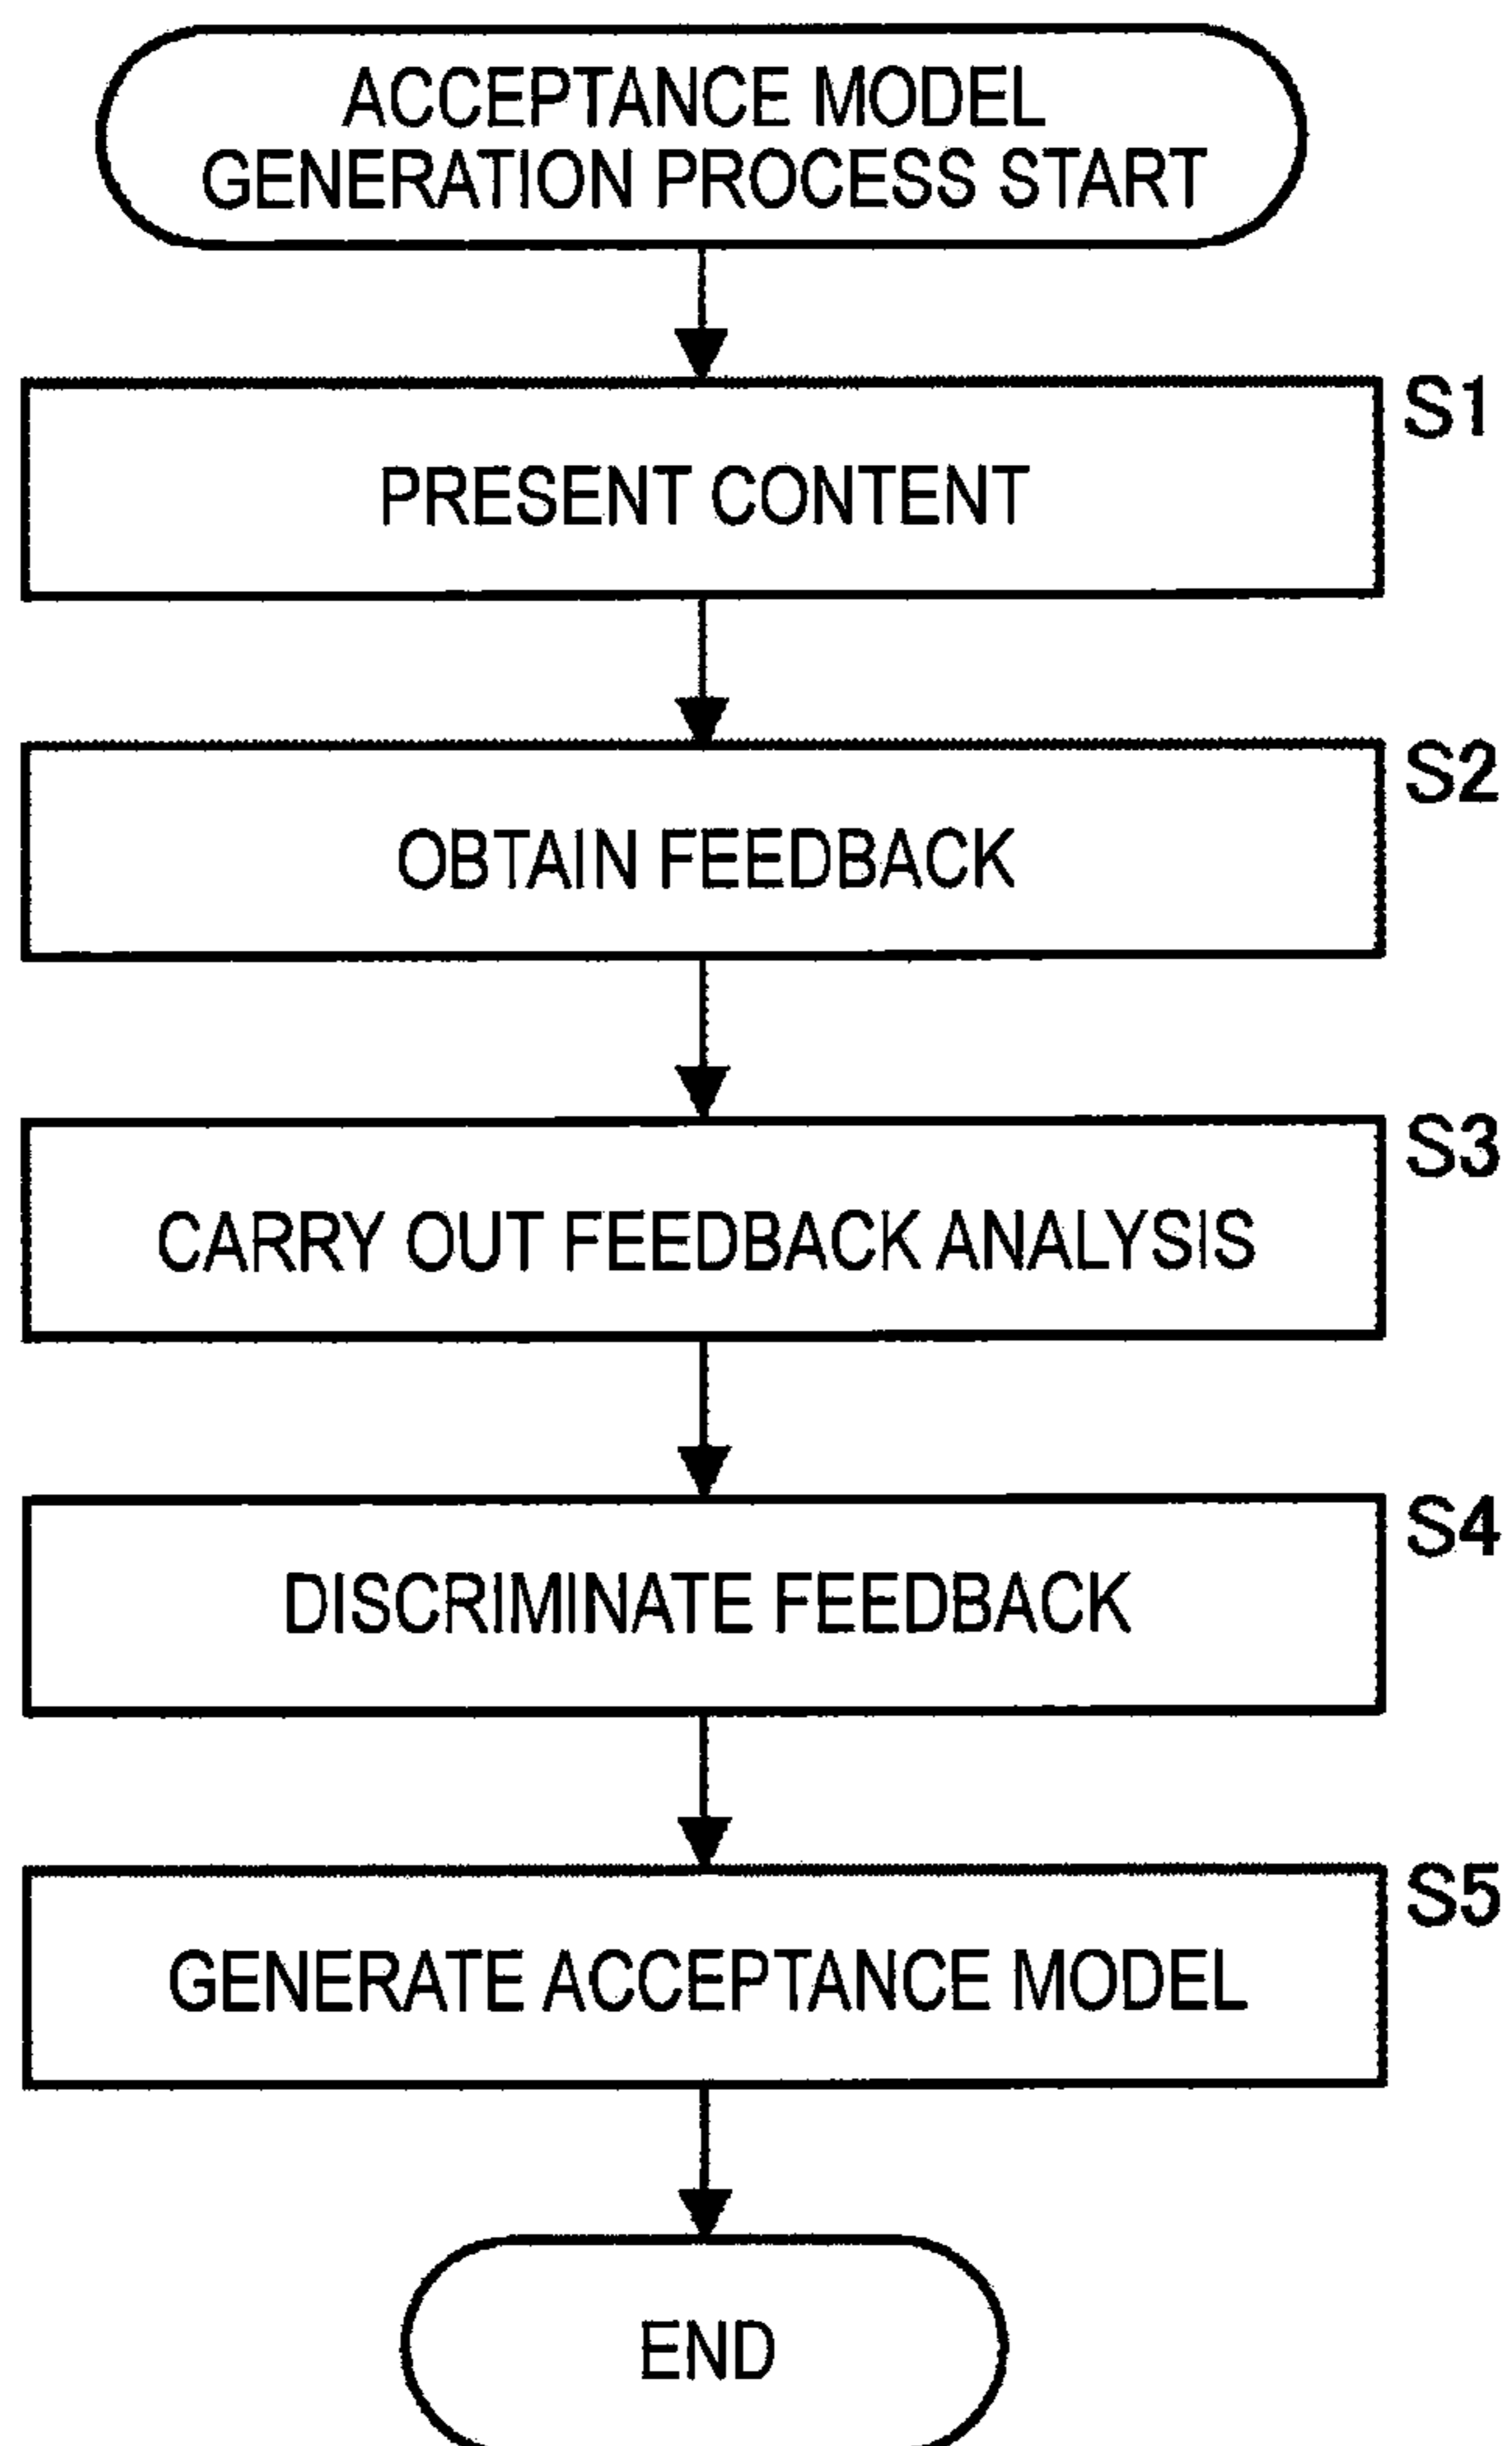 ACCEPTANCE MODEL
GENERATION PROCESS START
S1
PRESENT CONTENT
S2
OBTAIN FEEDBACK
S3
CARRY OUT FEEDBACK ANALYSIS
S4
DISCRIMINATE FEEDBACK
S5
GENERATE ACCEPTANCE MODEL
END